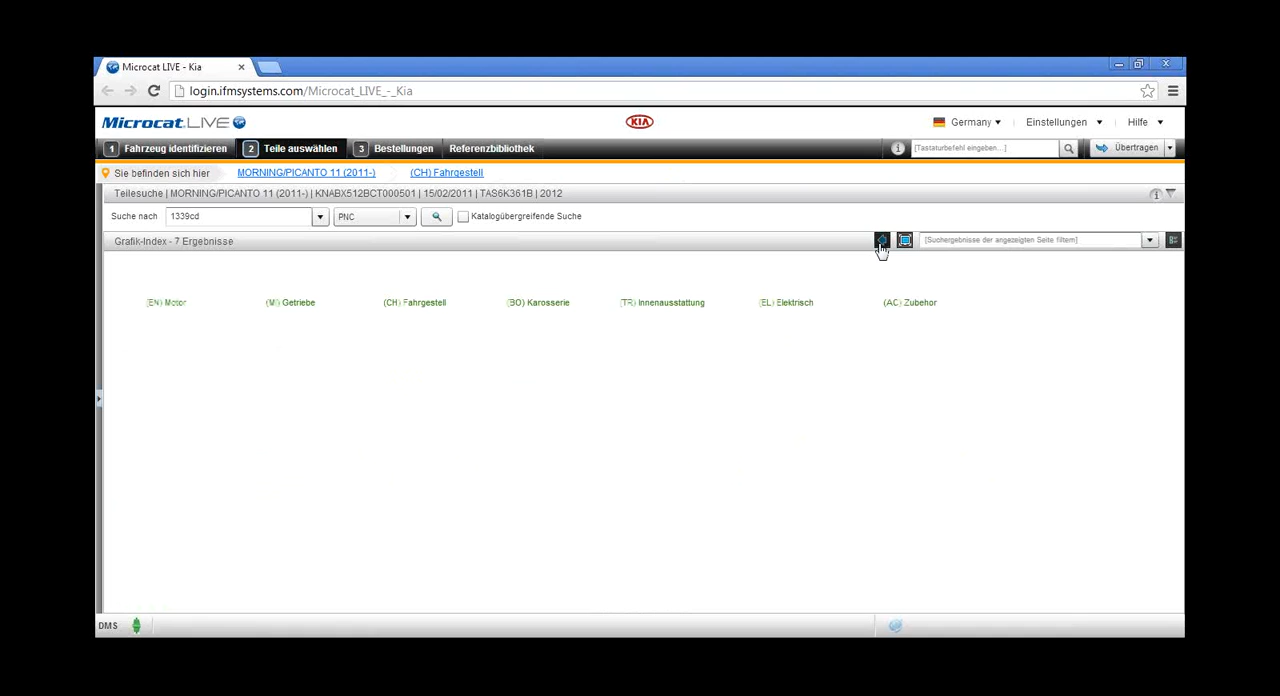 Microcat LIVE - Kia
login.ifmsystems.com/Microcat_LIVE_-_Kia
Microcat.LIVE KIA Germany Einstellungen Hilfe
1 Fahrzeug identifizieren 2 Teile auswählen 3 Bestellungen Referenzbibliothek [Tastaturbefehl eingeben...] Übertragen
Sie befinden sich hier MORNING/PICANTO 11 (2011-) (CH) Fahrgestell
Teilesuche | MORNING/PICANTO 11 (2011-) | KNABX512BCT000501 | 15/02/2011 | TAS6K361B | 2012
Suche nach 1339cd PNC Katalogübergreifende Suche
Grafik-Index - 7 Ergebnisse [Suchergebnisse der angezeigten Seite filtern]
(EN) Motor (MI) Getriebe (CH) Fahrgestell (BO) Karosserie (TR) Innenausstattung (EL) Elektrisch (AC) Zubehor
DMS